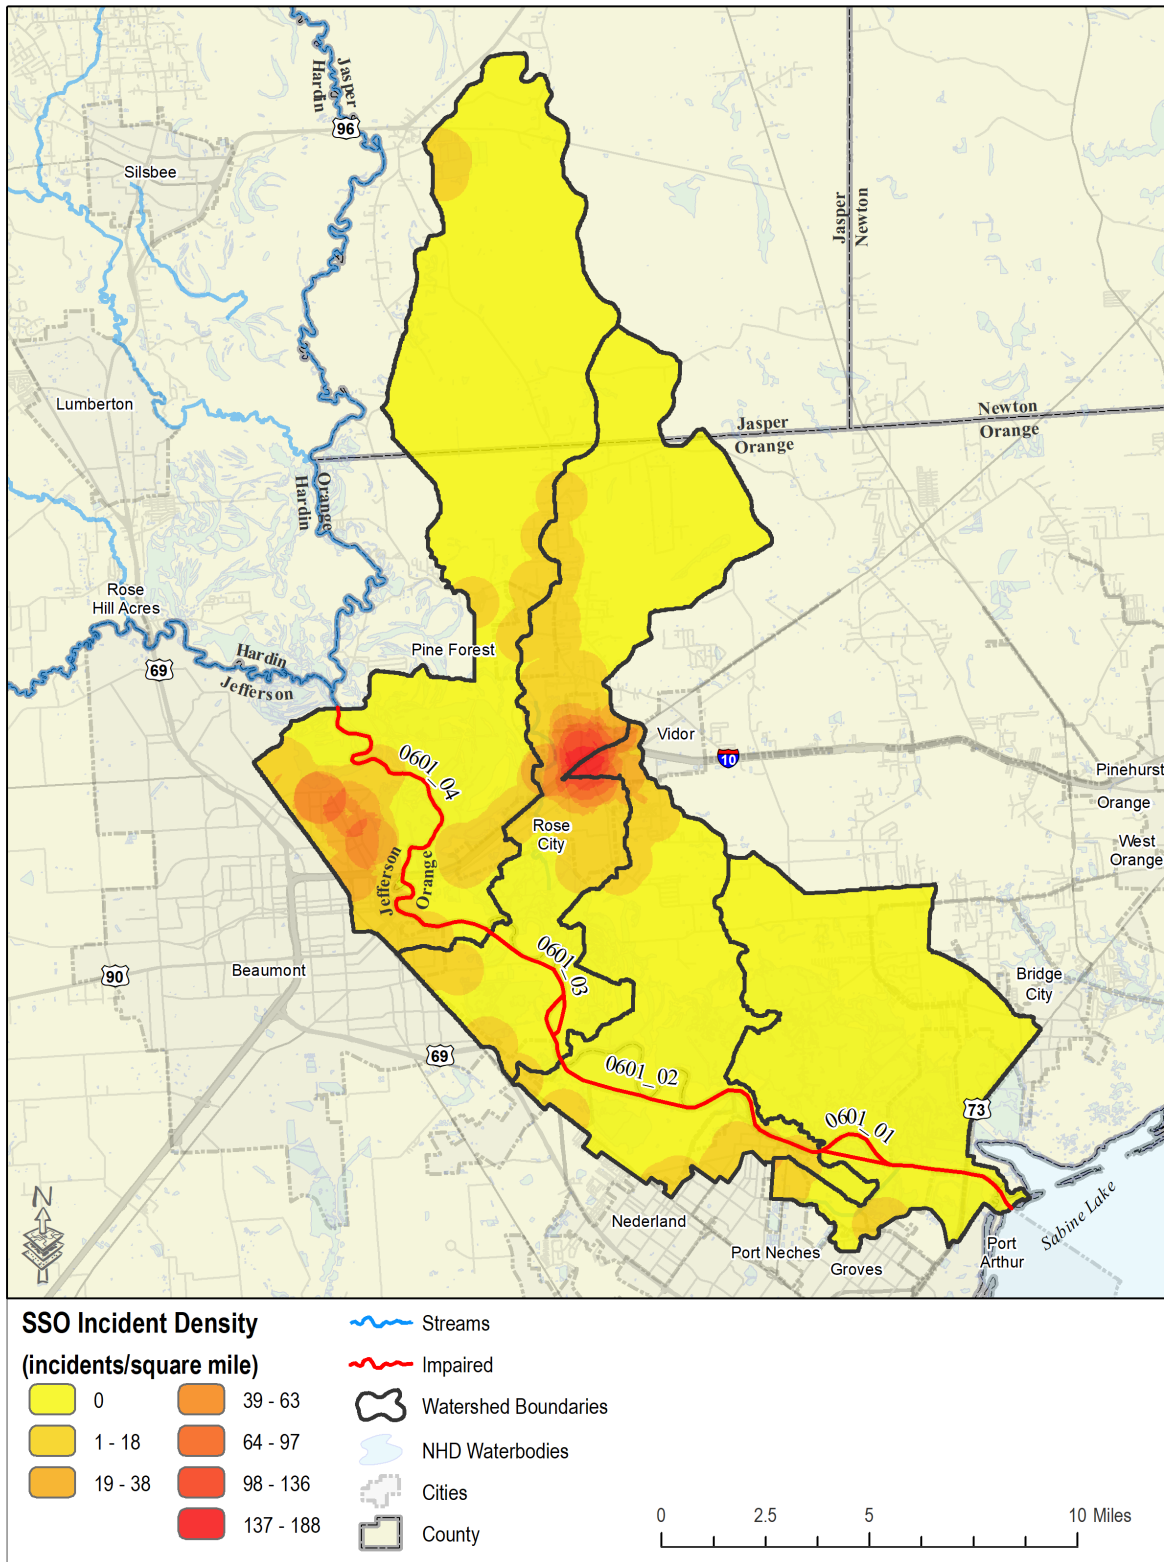 Jasper
Hardin
96
Silsbee
Jasper
Newton
Lumberton
Newton
Orange
Jasper
Orange
Orange
Hardin
Rose
Hill Acres
Hardin
Jefferson
69
Pine Forest
Vidor
10
0601_04
Pinehurst
Orange
West
Orange
Rose
City
Jefferson
Orange
0601_03
Beaumont
90
Bridge
City
69
0601_02
73
0601_01
N
Nederland
Port Neches
Groves
Port
Arthur
Sabine Lake
SSO Incident Density
(incidents/square mile)
0
1 - 18
19 - 38
39 - 63
64 - 97
98 - 136
137 - 188
Streams
Impaired
Watershed Boundaries
NHD Waterbodies
Cities
County
0 2.5 5 10 Miles